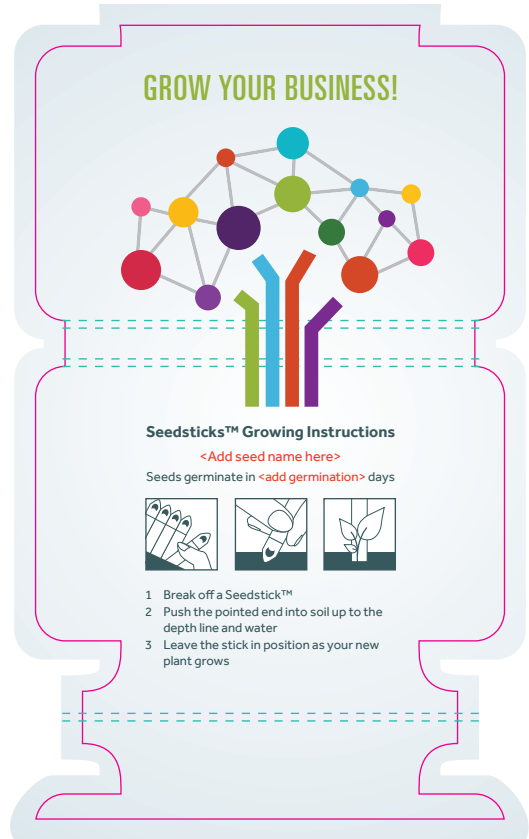 GROW YOUR BUSINESS!
Seedsticks™ Growing Instructions
<Add seed name here>
Seeds germinate in <add germination> days
1 Break off a Seedstick™
2 Push the pointed end into soil up to the
depth line and water
3 Leave the stick in position as your new
plant grows